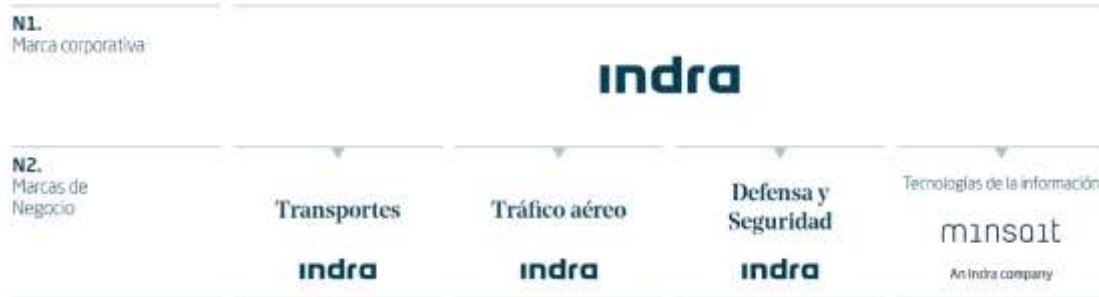 N1.
Marca corporativa
indra
N2.
Marcas de
Negocio
Transportes
indra
Tráfico aéreo
indra
Defensa y
Seguridad
indra
Tecnologías de la información
minsait
An Indra company